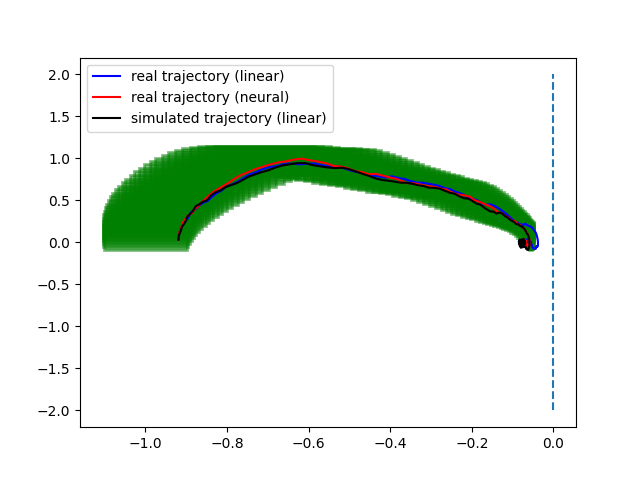 real trajectory (linear)
real trajectory (neural)
simulated trajectory (linear)
2.0
1.5
1.0
0.5
0.0
−0.5
−1.0
−1.5
−2.0
−1.0 −0.8 −0.6 −0.4 −0.2 0.0